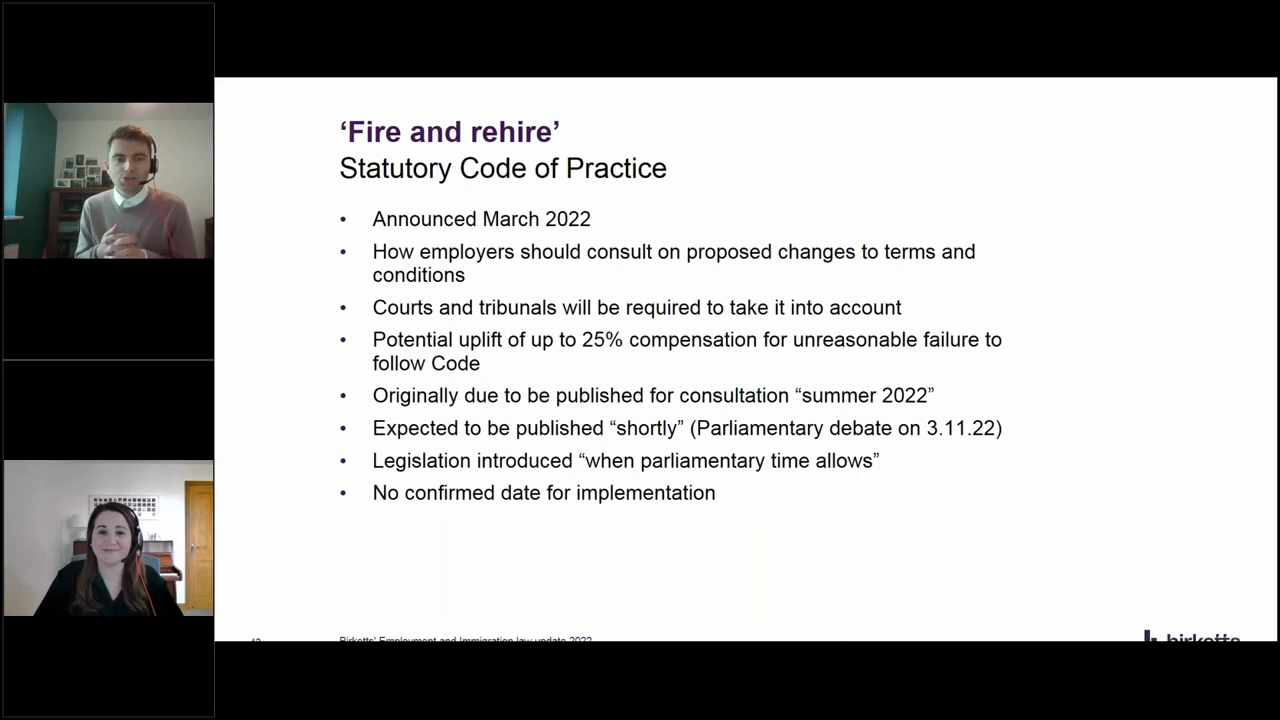 ‘Fire and rehire’
Statutory Code of Practice
• Announced March 2022
• How employers should consult on proposed changes to terms and
conditions
• Courts and tribunals will be required to take it into account
• Potential uplift of up to 25% compensation for unreasonable failure to
follow Code
• Originally due to be published for consultation “summer 2022”
• Expected to be published “shortly” (Parliamentary debate on 3.11.22)
• Legislation introduced “when parliamentary time allows”
• No confirmed date for implementation
Birketts' Employment and Immigration law update 2022
birketts